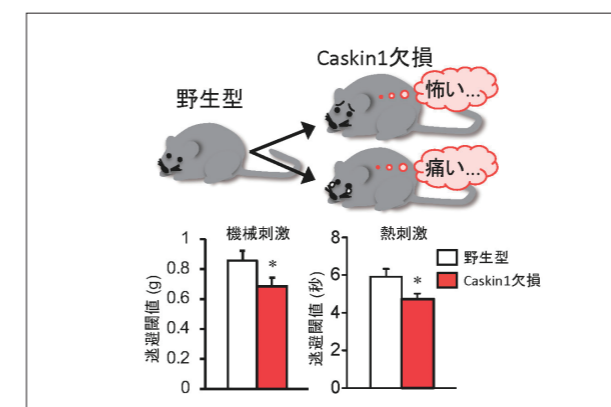 Caskin1欠損
野生型
怖い...
痛い...
機械刺激
逃避閾値 (g)
1
0.8
0.6
0.4
0.2
0
*
熱刺激
逃避閾値 (秒)
8
6
4
2
0
*
野生型
Caskin1欠損